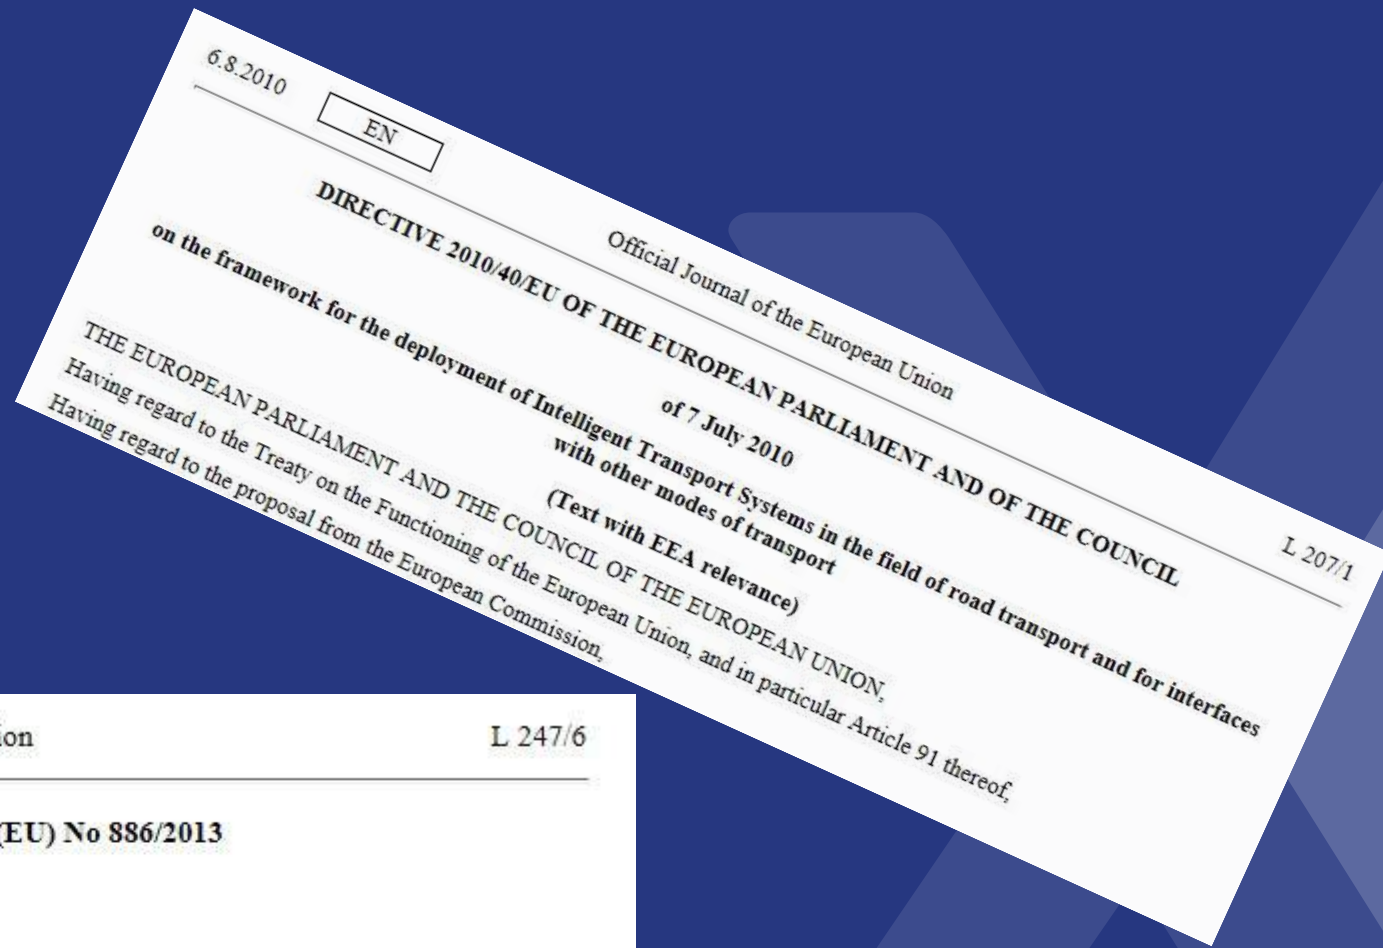 6.8.2010
EN
Official Journal of the European Union
L 207/1
DIRECTIVE 2010/40/EU OF THE EUROPEAN PARLIAMENT AND OF THE COUNCIL
of 7 July 2010
on the framework for the deployment of Intelligent Transport Systems in the field of road transport and for interfaces
with other modes of transport
(Text with EEA relevance)
THE EUROPEAN PARLIAMENT AND THE COUNCIL OF THE EUROPEAN UNION,
Having regard to the Treaty on the Functioning of the European Union, and in particular Article 91 thereof,
Having regard to the proposal from the European Commission,
ion
L 247/6
(EU) No 886/2013